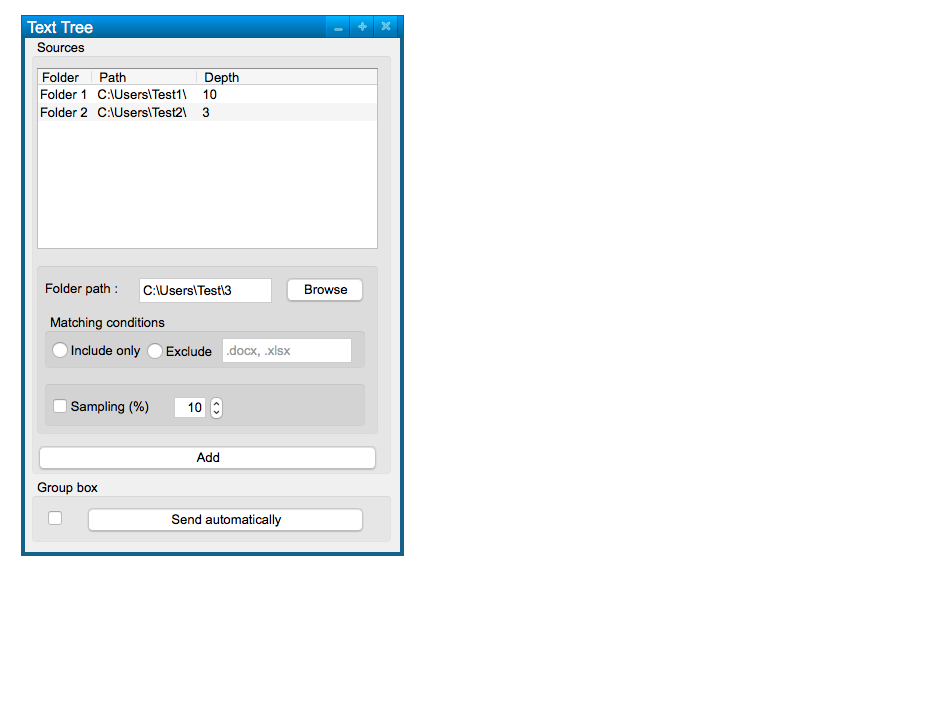 Text Tree
Sources
Folder Path Depth
Folder 1 C:\Users\Test1\ 10
Folder 2 C:\Users\Test2\ 3
Folder path : C:\Users\Test\3 Browse
Matching conditions
Include only Exclude .docx, .xlsx
Sampling (%) 10
Add
Group box
Send automatically